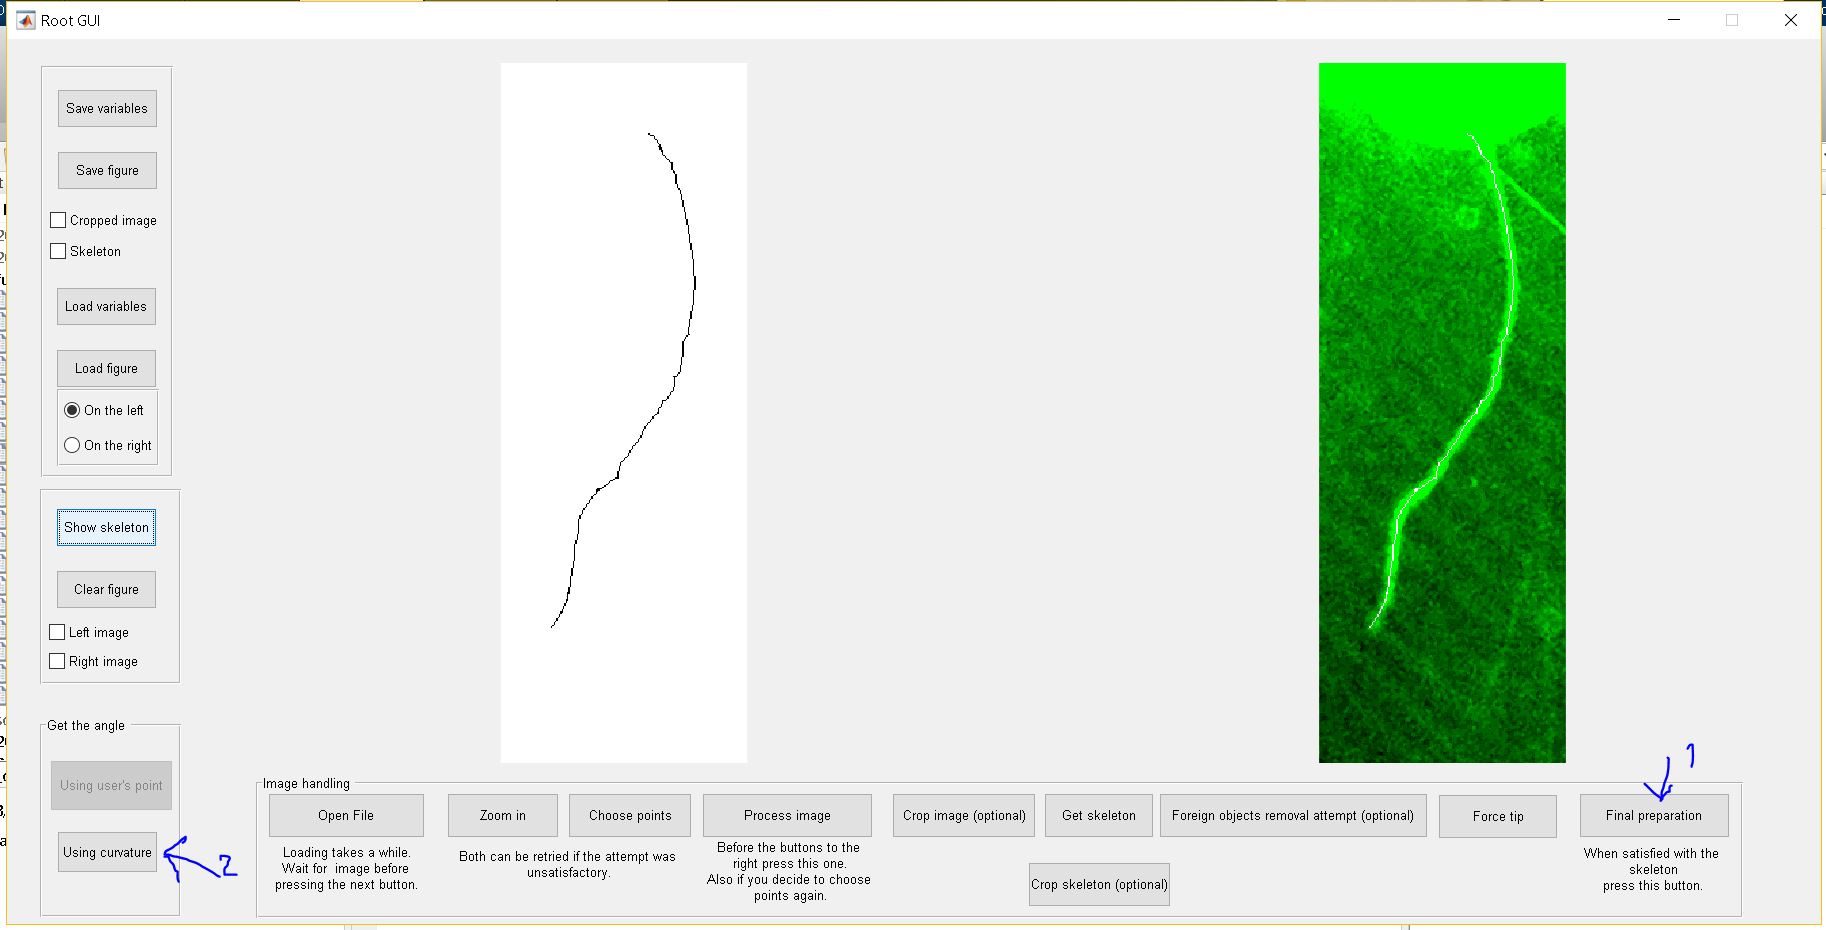 Root GUI
Save variables
Save figure
Cropped image
Skeleton
Load variables
Load figure
On the left
On the right
Show skeleton
Clear figure
Left image
Right image
Get the angle
Using user's point
Using curvature
2
1
Image handling
Open File
Loading takes a while.
Wait for image before
pressing the next button.
Zoom in
Choose points
Both can be retried if the attempt was
unsatisfactory.
Process image
Before the buttons to the
right press this one.
Also if you decide to choose
points again.
Crop image (optional)
Get skeleton
Foreign objects removal attempt (optional)
Crop skeleton (optional)
Force tip
Final preparation
When satisfied with the
skeleton
press this button.